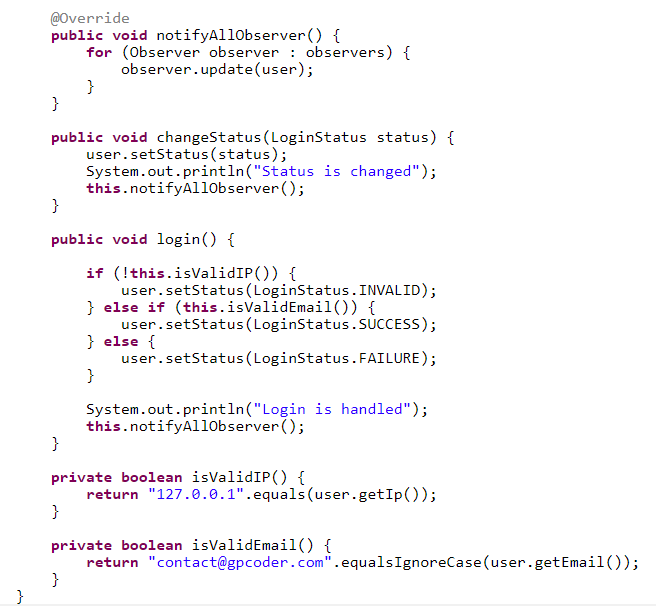 @Override
public void notifyAllObserver() {
for (Observer observer : observers) {
observer.update(user);
}
}
public void changeStatus(LoginStatus status) {
user.setStatus(status);
System.out.println("Status is changed");
this.notifyAllObserver();
}
public void login() {
if (!this.isValidIP()) {
user.setStatus(LoginStatus.INVALID);
} else if (this.isValidEmail()) {
user.setStatus(LoginStatus.SUCCESS);
} else {
user.setStatus(LoginStatus.FAILURE);
}
System.out.println("Login is handled");
this.notifyAllObserver();
}
private boolean isValidIP() {
return "127.0.0.1".equals(user.getIp());
}
private boolean isValidEmail() {
return "contact@gpcoder.com".equalsIgnoreCase(user.getEmail());
}
}